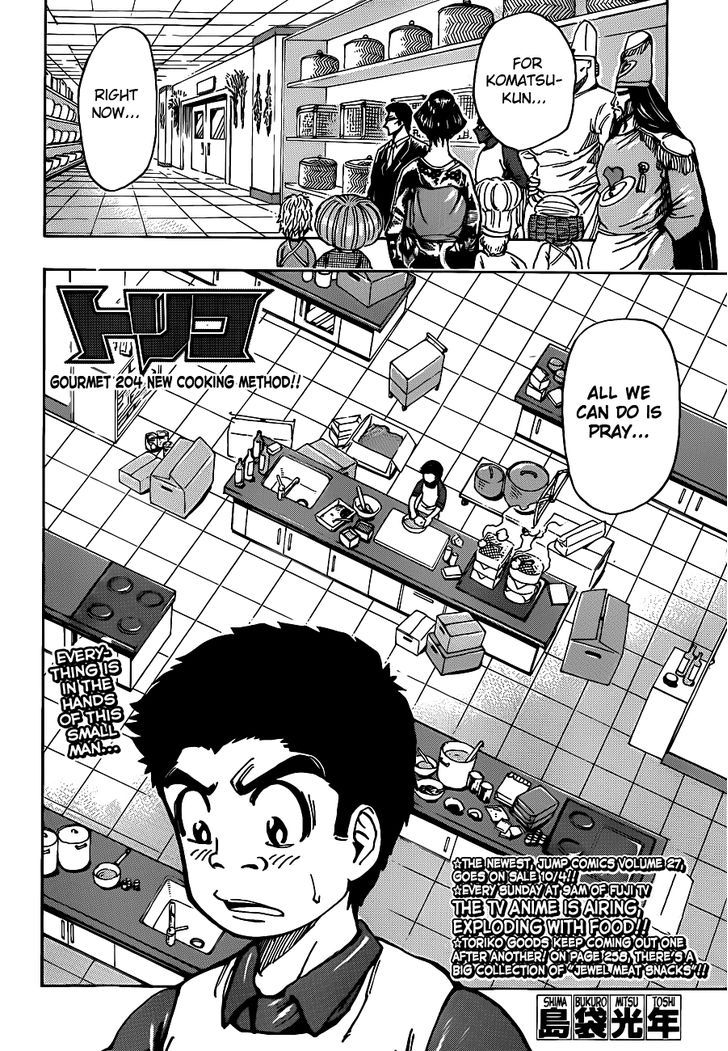 RIGHT
NOW...
FOR
KOMATSU-
KUN...
トリコ
GOURMET 204 NEW COOKING METHOD!!
ALL WE
CAN DO IS
PRAY...
EVERY-
THING IS
IN THE
HANDS
OF THIS
SMALL
MAN...
☆THE NEWEST, JUMP COMICS VOLUME 27,
GOES ON SALE 10/4!!
☆EVERY SUNDAY AT 9AM OF FUJI TV
THE TV ANIME IS AIRING,
EXPLODING WITH FOOD!!
☆TORIKO GOODS KEEP COMING OUT ONE
AFTER ANOTHER! ON PAGE 258, THERE'S A
BIG COLLECTION OF "JEWEL MEAT SNACKS"!!
SHIMA BUKURO MITSU TOSHI
島袋光年